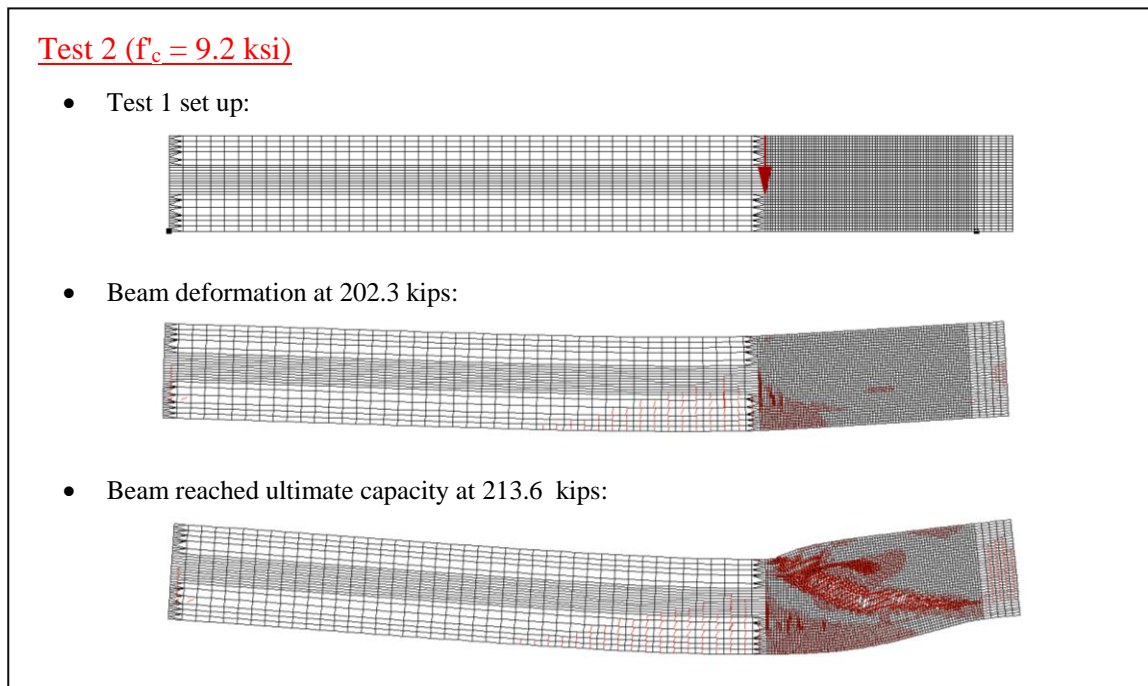 Test 2 (f'c = 9.2 ksi)
• Test 1 set up:
• Beam deformation at 202.3 kips:
• Beam reached ultimate capacity at 213.6 kips: